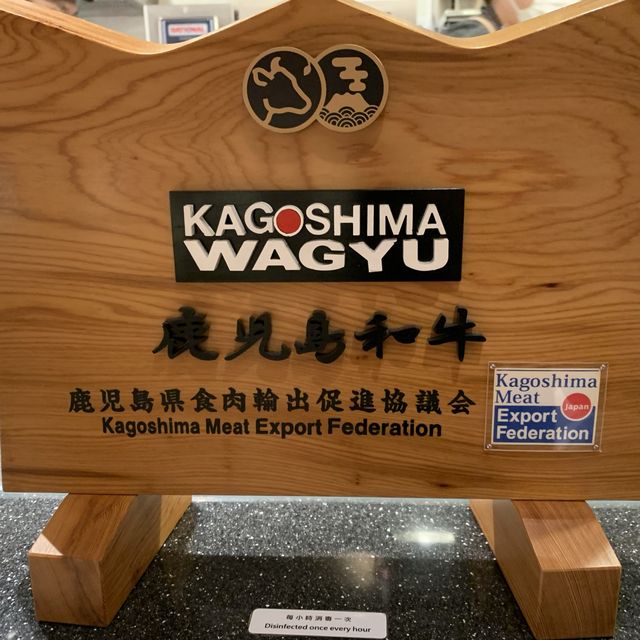 KAGOSHIMA
WAGYU
鹿児島和牛
鹿児島県食肉輸出促進協議会
Kagoshima Meat Export Federation
Kagoshima
Meat
Japan
Export
Federation
每小時消毒一次
Disinfected once every hour